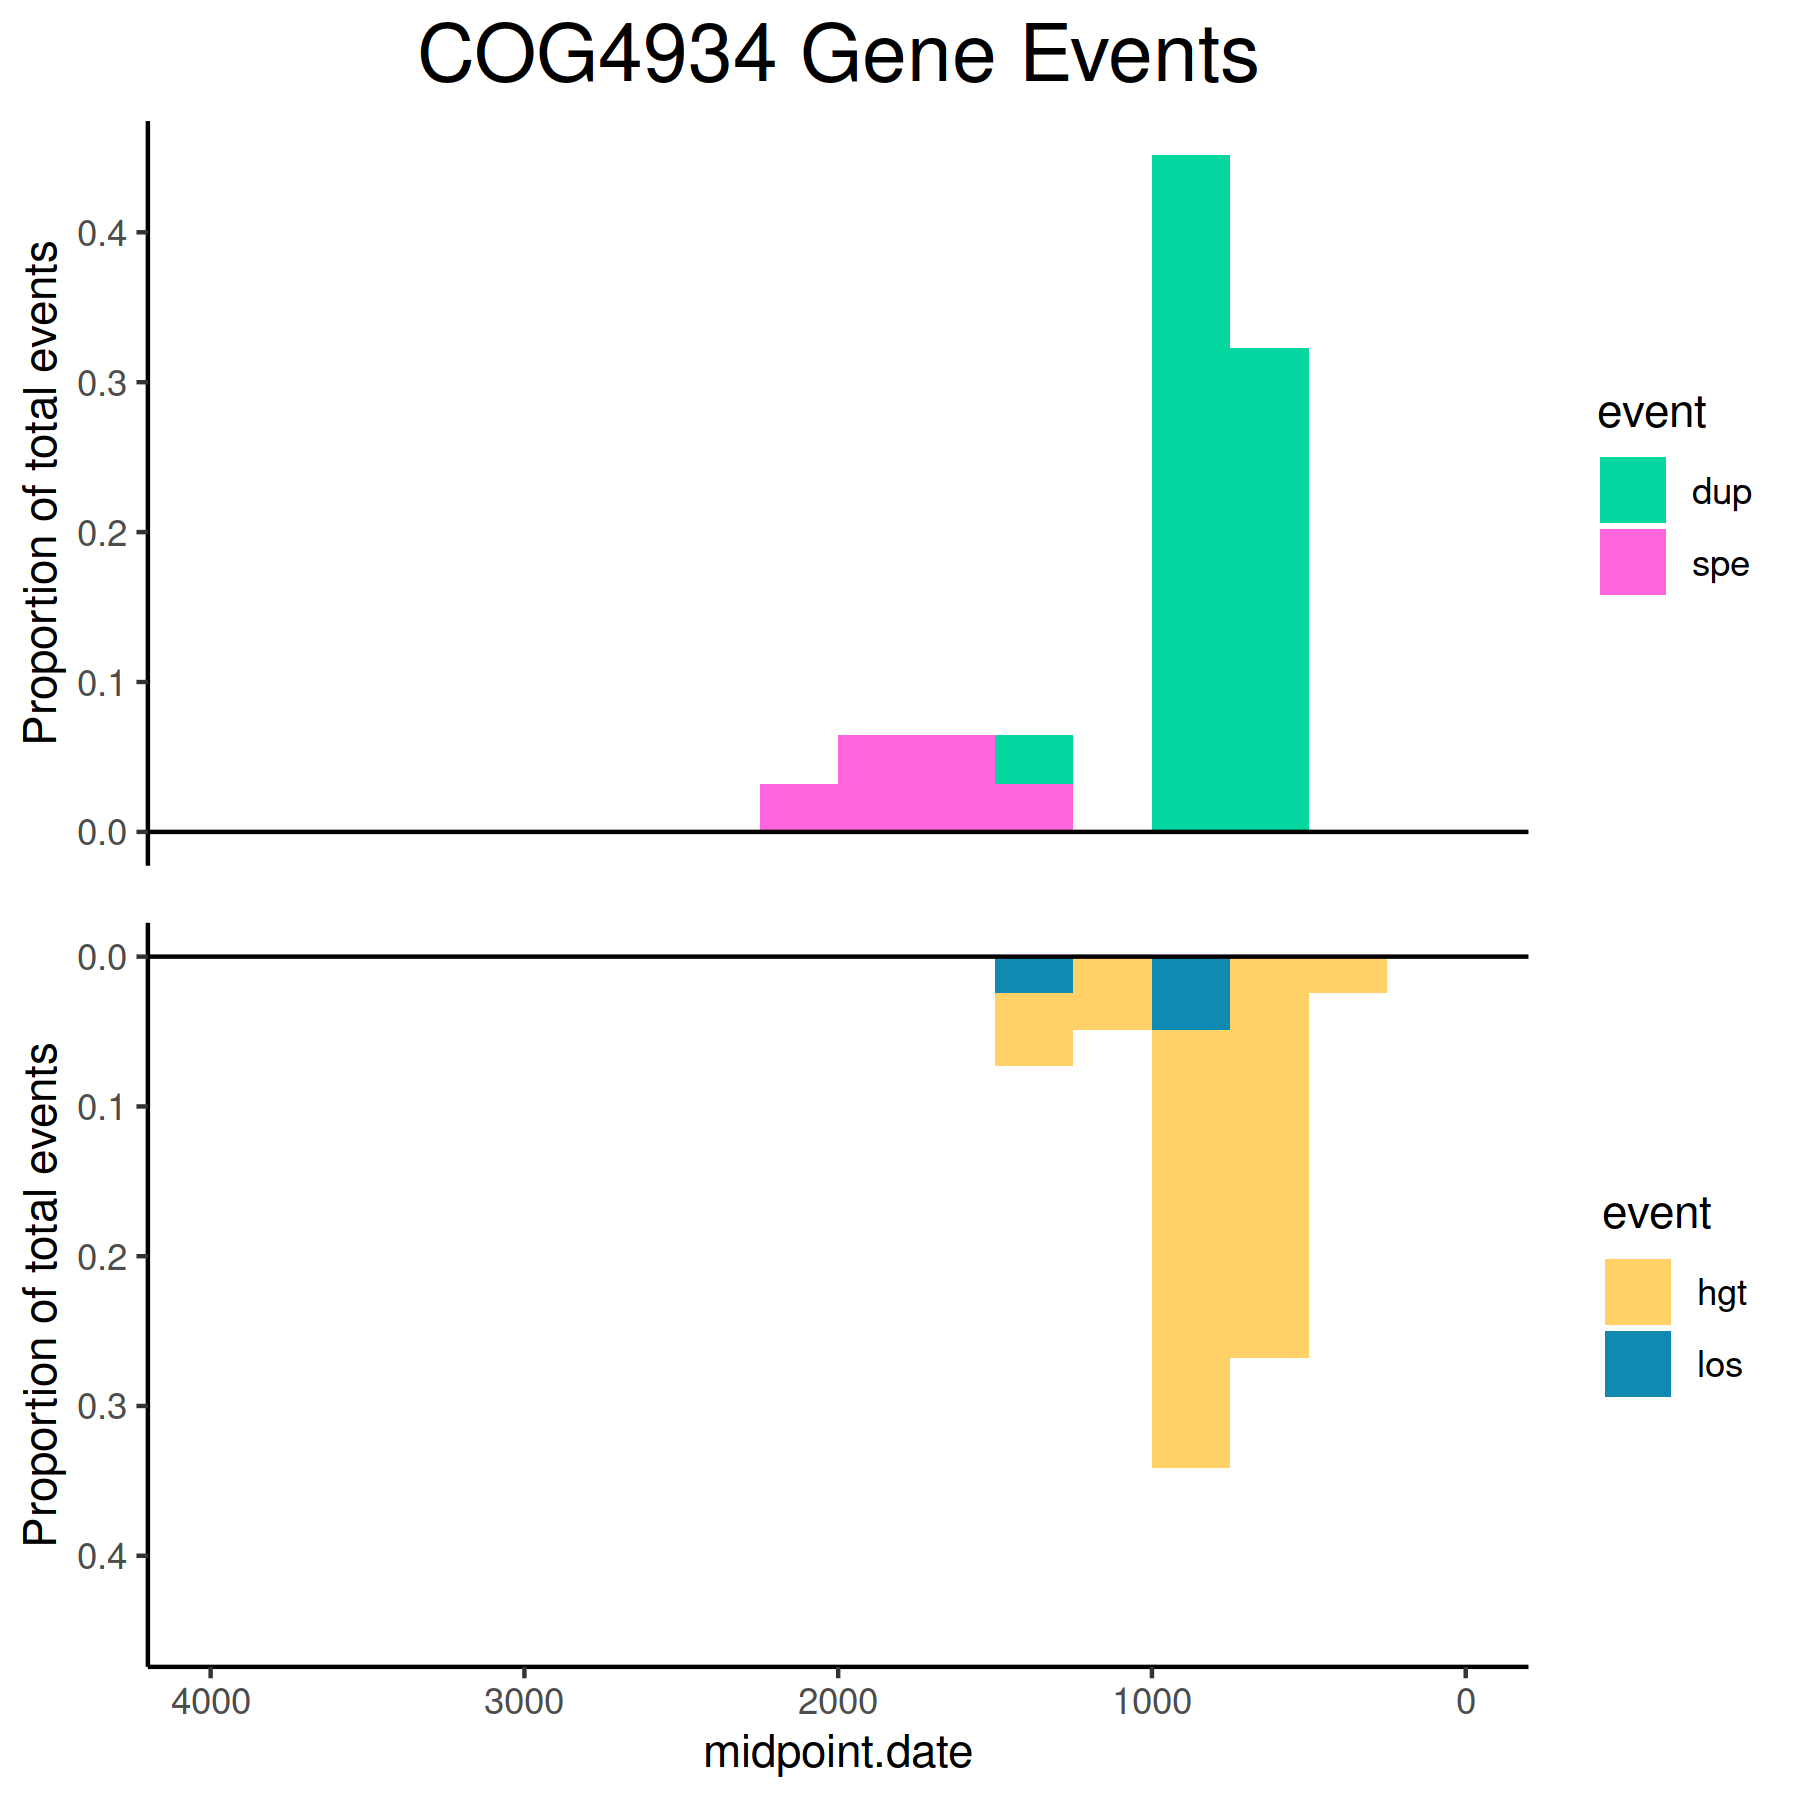 COG4934 Gene Events
Proportion of total events
0.4
0.3
0.2
0.1
0.0
event
dup
spe
Proportion of total events
0.0
0.1
0.2
0.3
0.4
event
hgt
los
4000 3000 2000 1000 0
midpoint.date